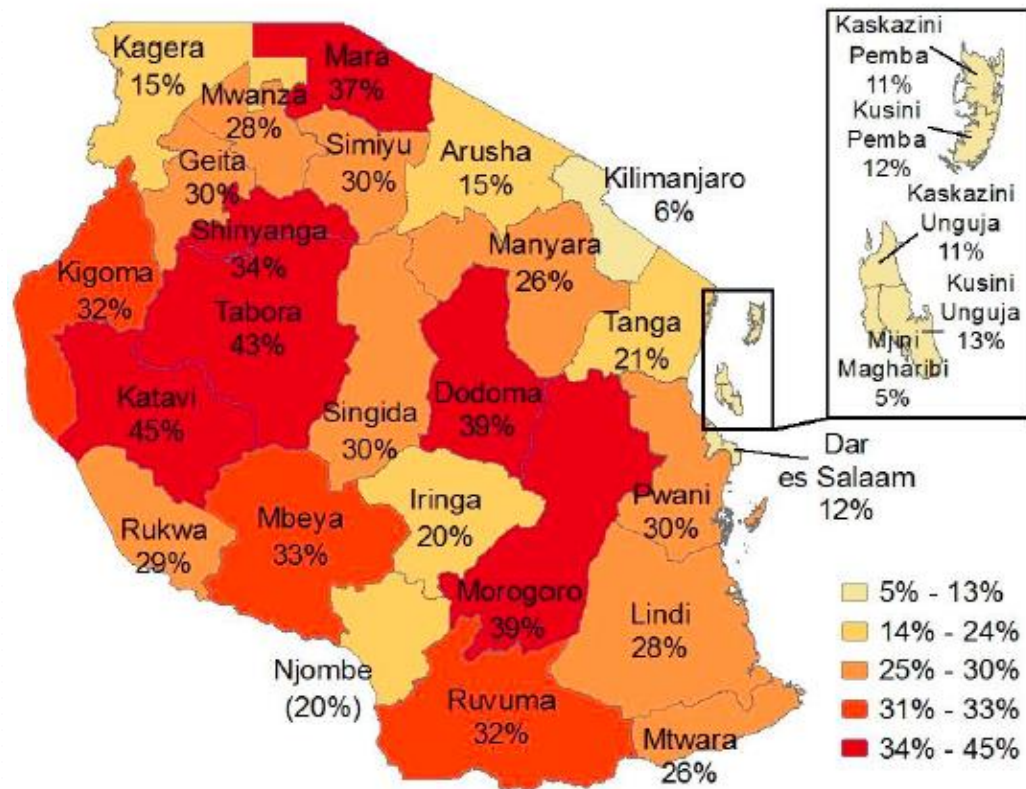 Kagera
15%
Mara
37%
Mwanza
28%
Simiyu
30%
Geita
30%
Arusha
15%
Kilimanjaro
6%
Shinyanga
34%
Manyara
26%
Kigoma
32%
Tabora
43%
Tanga
21%
Katavi
45%
Singida
30%
Dodoma
39%
Dar
es Salaam
12%
Pwani
30%
Rukwa
29%
Mbeya
33%
Iringa
20%
Morogoro
39%
Lindi
28%
Njombe
(20%)
Ruvuma
32%
Mtwara
26%
Kaskazini
Pemba
11%
Kusini
Pemba
12%
Kaskazini
Unguja
11%
Kusini
Unguja
13%
Mjini
Magharibi
5%
5% - 13%
14% - 24%
25% - 30%
31% - 33%
34% - 45%